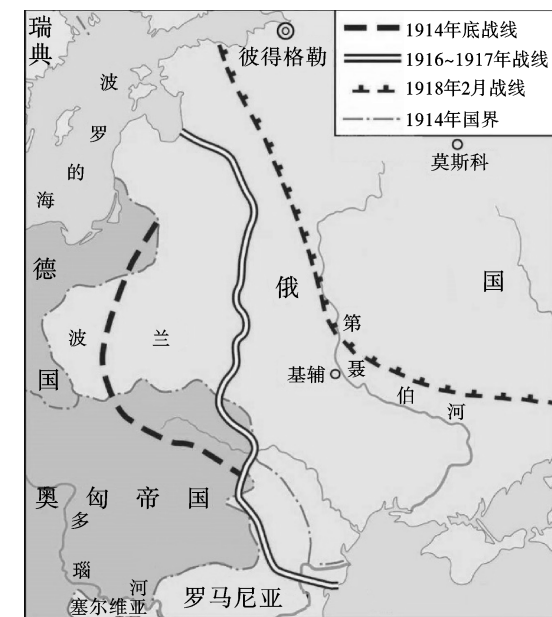 瑞典
彼得格勒
1914年底战线
1916~1917年战线
1918年2月战线
1914年国界
莫斯科
波罗的海
德国
波兰
俄国
第聂伯河
基辅
奥匈帝国
多瑙河
罗马尼亚
塞尔维亚